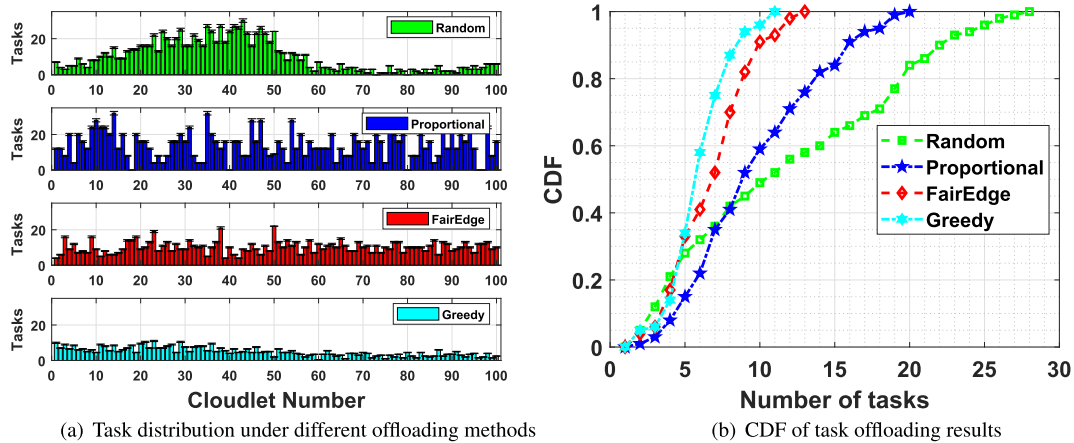 Tasks
20
0
Random
0 10 20 30 40 50 60 70 80 90 100
Tasks
20
0
Proportional
0 10 20 30 40 50 60 70 80 90 100
Tasks
20
0
FairEdge
0 10 20 30 40 50 60 70 80 90 100
Tasks
20
0
Greedy
0 10 20 30 40 50 60 70 80 90 100
Cloudlet Number
(a) Task distribution under different offloading methods
CDF
1
0.8
0.6
0.4
0.2
0
Random
Proportional
FairEdge
Greedy
0 5 10 15 20 25 30
Number of tasks
(b) CDF of task offloading results